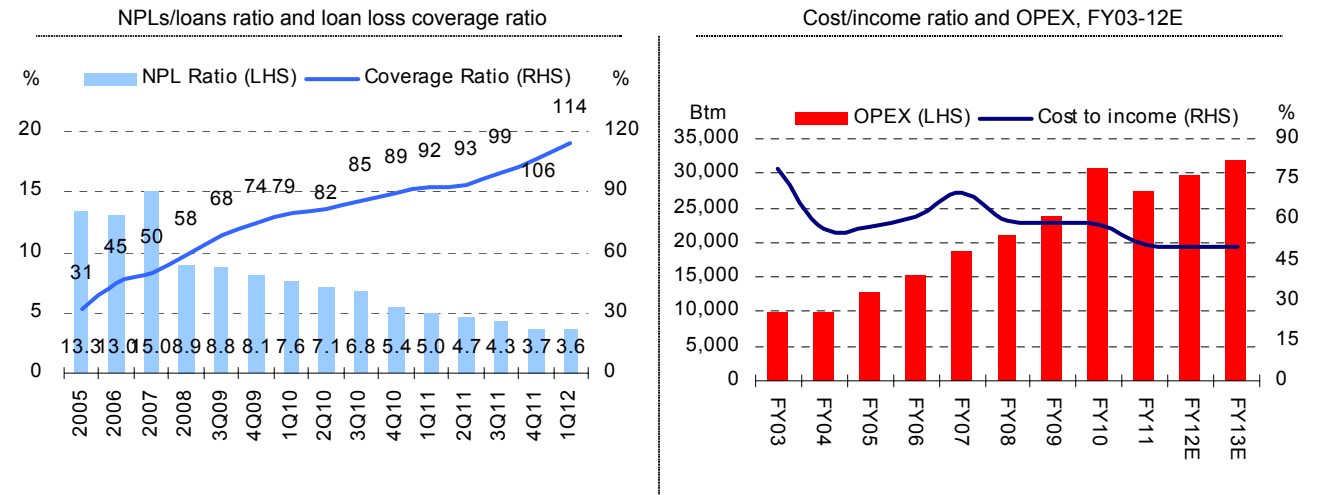 NPLs/loans ratio and loan loss coverage ratio
% NPL Ratio (LHS) Coverage Ratio (RHS) %
20 15 10 5 0
120 90 60 30 0
31 45 50 58 68 74 79 82 85 89 92 93 99 106 114
13.3 13.0 15.0 8.9 8.8 8.1 7.6 7.1 6.8 5.4 5.0 4.7 4.3 3.7 3.6
2005 2006 2007 2008 3Q09 4Q09 1Q10 2Q10 3Q10 4Q10 1Q11 2Q11 3Q11 4Q11 1Q12
Cost/income ratio and OPEX, FY03-12E
Btm OPEX (LHS) Cost to income (RHS) %
35,000 30,000 25,000 20,000 15,000 10,000 5,000 0
90 75 60 45 30 15 0
FY03 FY04 FY05 FY06 FY07 FY08 FY09 FY10 FY11 FY12E FY13E